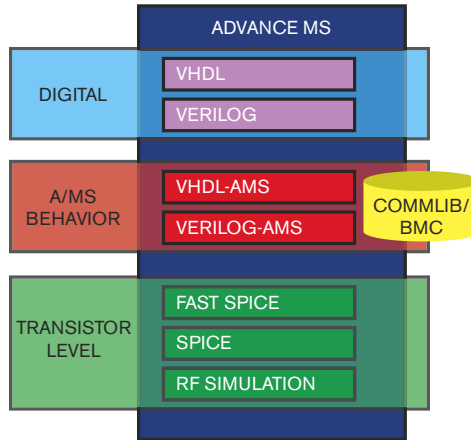 ADVANCE MS
DIGITAL
VHDL
VERILOG
A/MS
BEHAVIOR
VHDL-AMS
VERILOG-AMS
COMMLIB/
BMC
TRANSISTOR
LEVEL
FAST SPICE
SPICE
RF SIMULATION